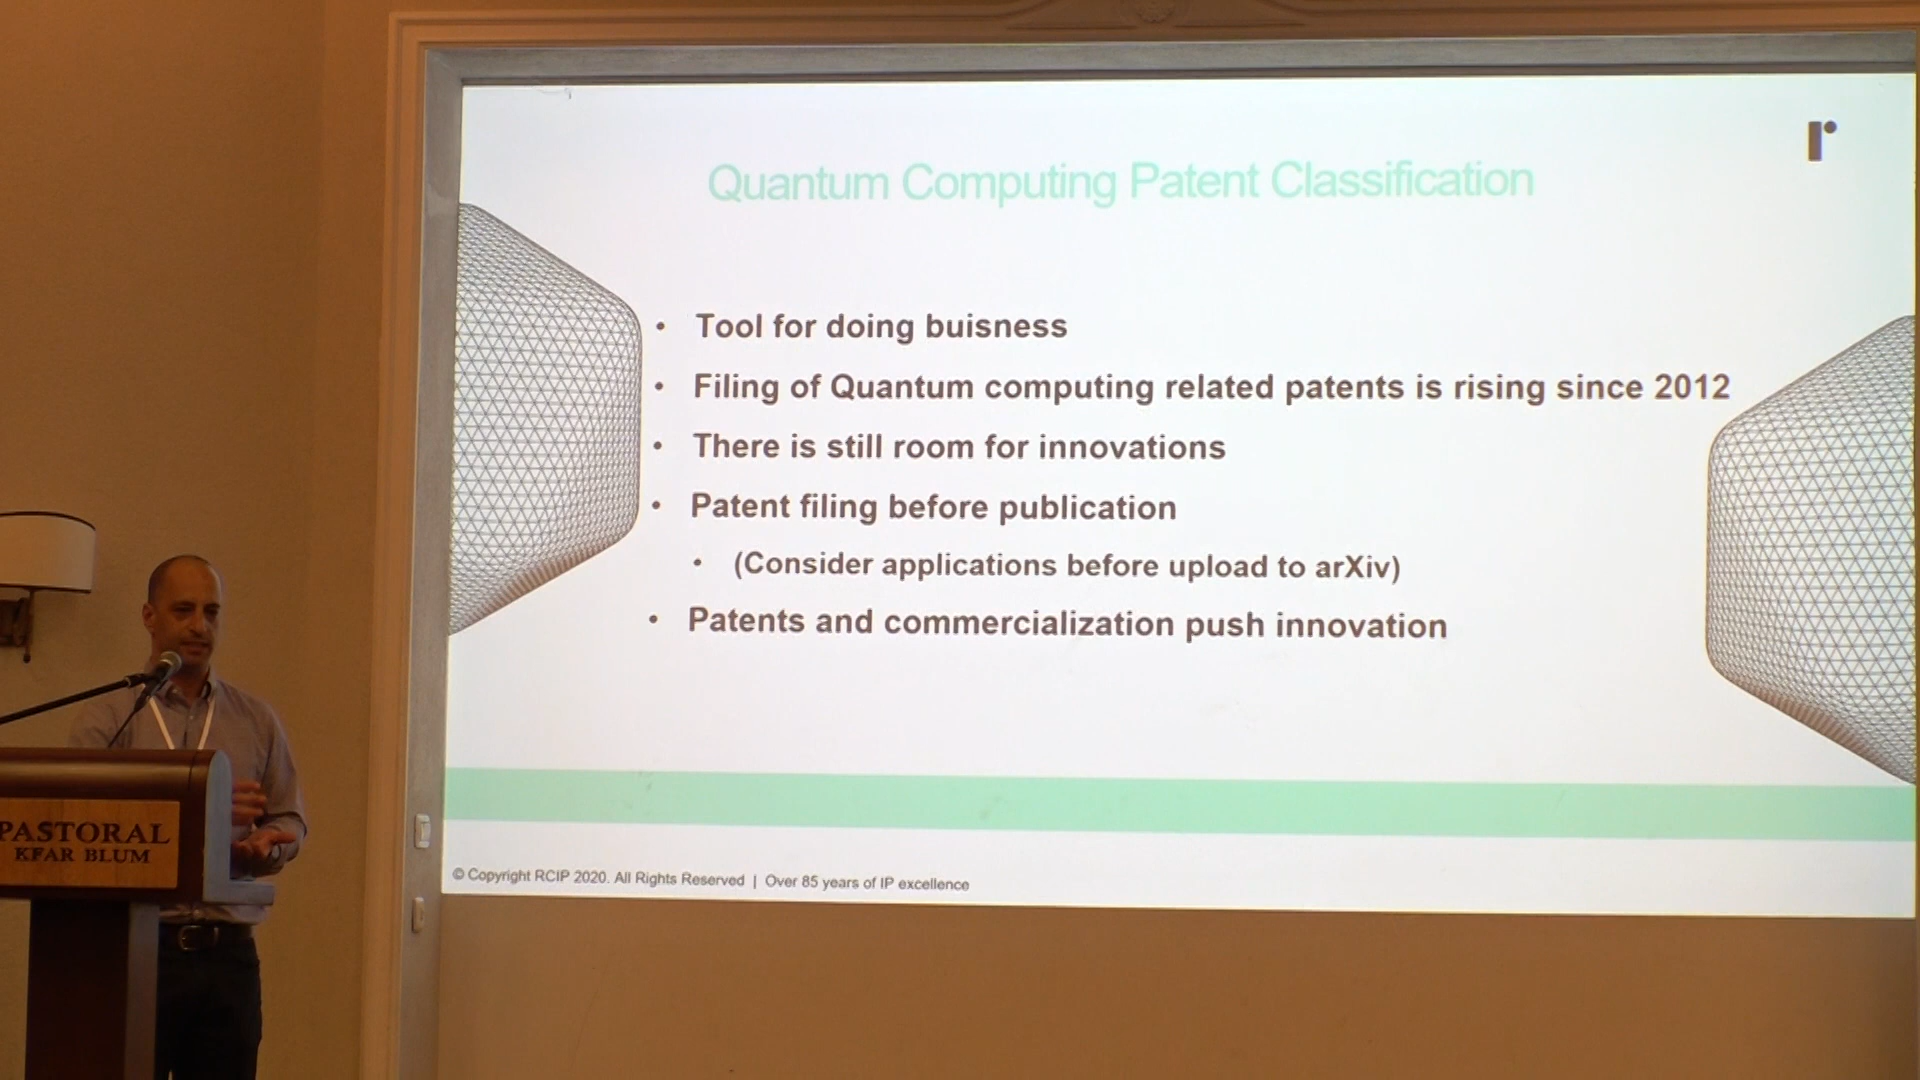 r
Quantum Computing Patent Classification
• Tool for doing buisness
• Filing of Quantum computing related patents is rising since 2012
• There is still room for innovations
• Patent filing before publication
• (Consider applications before upload to arXiv)
• Patents and commercialization push innovation
© Copyright RCIP 2020. All Rights Reserved | Over 85 years of IP excellence
PASTORAL
KFAR BLUM